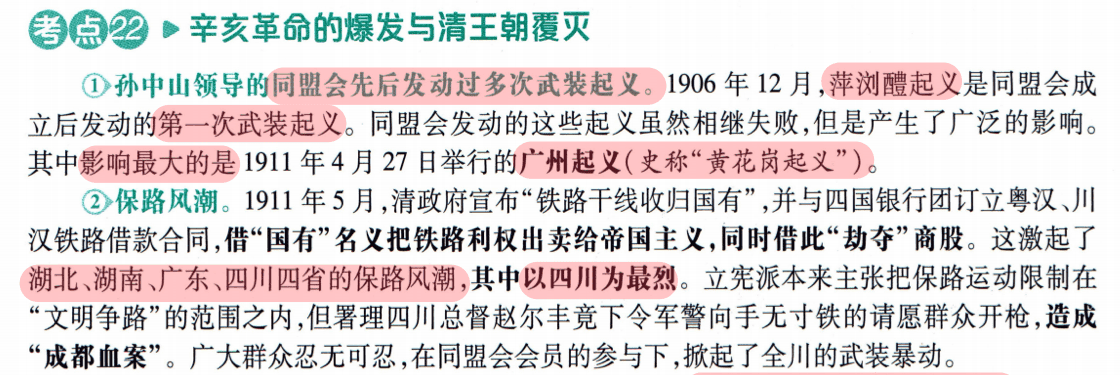 考点22 ▶ 辛亥革命的爆发与清王朝覆灭
①孙中山领导的同盟会先后发动过多次武装起义。1906年12月,萍浏醴起义是同盟会成
立后发动的第一次武装起义。同盟会发动的这些起义虽然相继失败,但是产生了广泛的影响。
其中影响最大的是1911年4月27日举行的广州起义(史称“黄花岗起义”)。
②保路风潮。1911年5月,清政府宣布“铁路干线收归国有”,并与四国银行团订立粤汉、川
汉铁路借款合同,借“国有”名义把铁路利权出卖给帝国主义,同时借此“劫夺”商股。这激起了
湖北、湖南、广东、四川四省的保路风潮,其中以四川为最烈。立宪派本来主张把保路运动限制在
“文明争路”的范围之内,但署理四川总督赵尔丰竟下令军警向手无寸铁的请愿群众开枪,造成
“成都血案”。广大群众忍无可忍,在同盟会会员的参与下,掀起了全川的武装暴动。